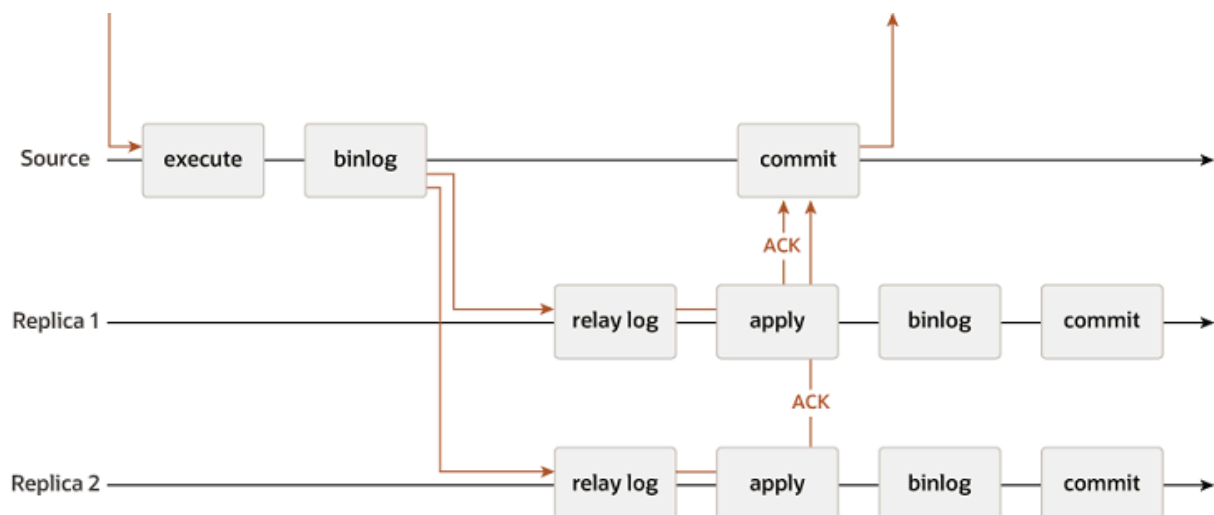 Source execute binlog commit
ACK
Replica 1 relay log apply binlog commit
ACK
Replica 2 relay log apply binlog commit